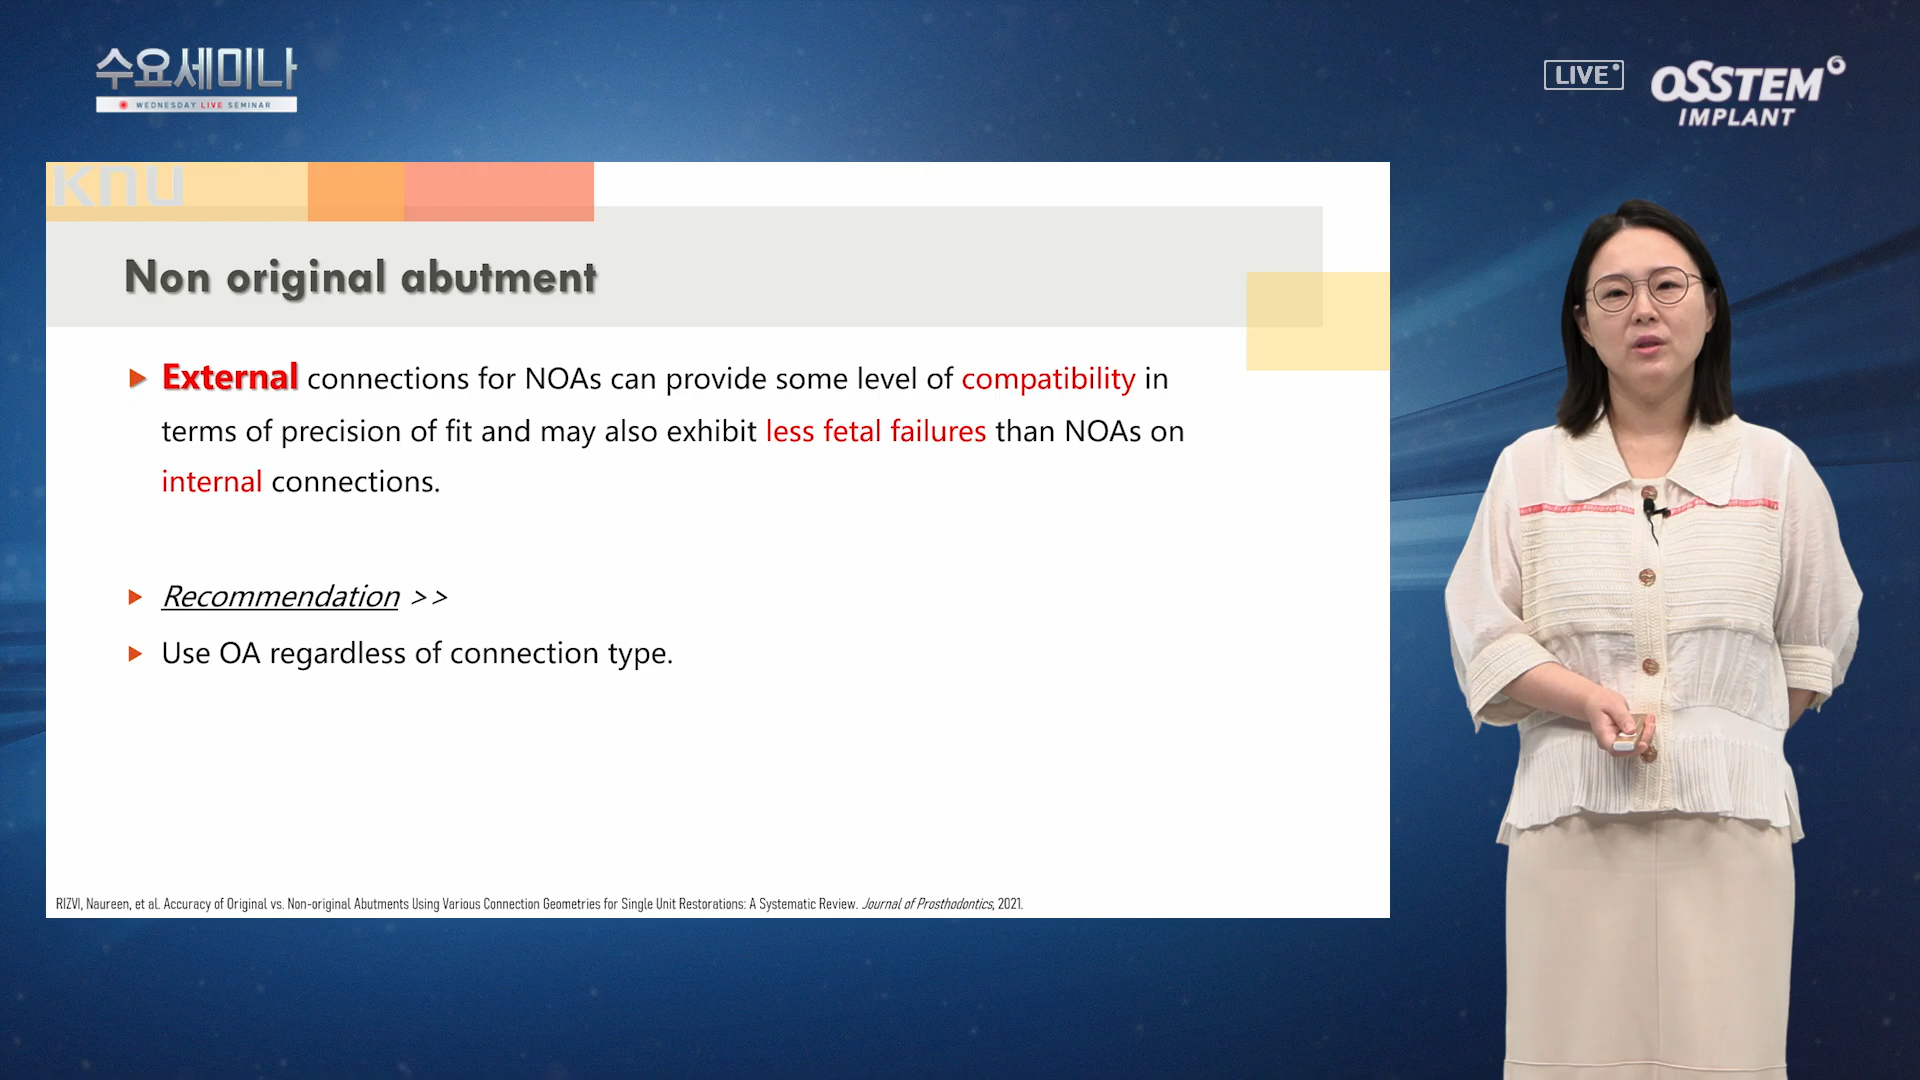 수요세미나
WEDNESDAY LIVE SEMINAR
LIVE
OSSTEM
IMPLANT
knu
Non original abutment
External connections for NOAs can provide some level of compatibility in
terms of precision of fit and may also exhibit less fetal failures than NOAs on
internal connections.
Recommendation >>
Use OA regardless of connection type.
RIZVI, Naureen, et al. Accuracy of Original vs. Non-original Abutments Using Various Connection Geometries for Single Unit Restorations: A Systematic Review. Journal of Prosthodontics, 2021.